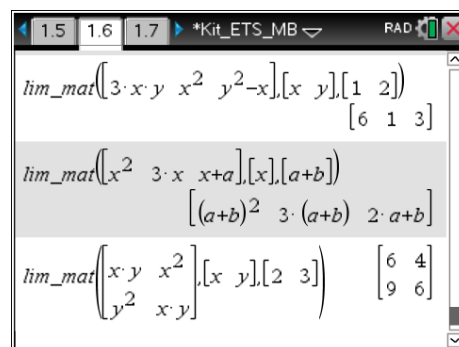 1.5 1.6 1.7 *Kit_ETS_MB RAD
lim_mat([3·x·y x² y²−x],[x y],[1 2])
[6 1 3]
lim_mat([x² 3·x x+a],[x],[a+b])
[(a+b)² 3·(a+b) 2·a+b]
lim_mat([x·y x²
y² x·y],[x y],[2 3]) [6 4
9 6]